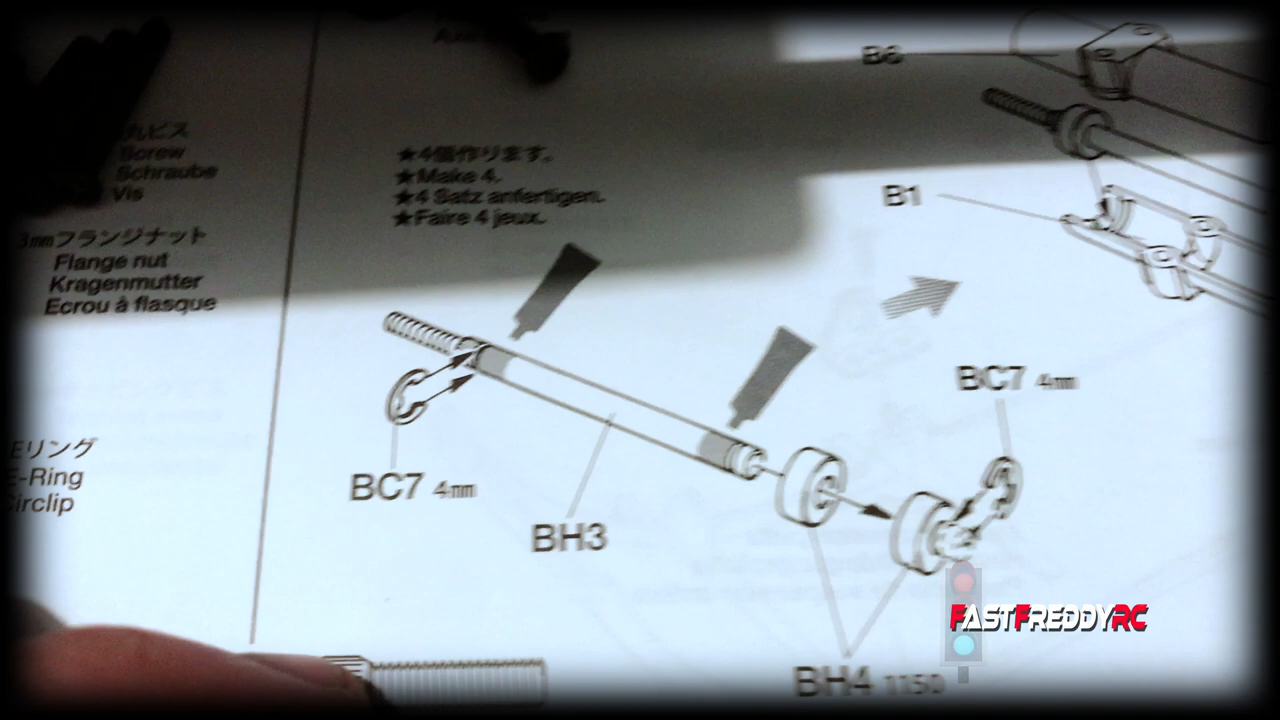 丸ビス
Screw
Schraube
Vis
3mmフランジナット
Flange nut
Kragenmutter
Ecrou à flasque
Eリング
E-Ring
Circlip
★4個作ります。
★Make 4.
★4 Satz anfertigen.
★Faire 4 jeux.
B6
B1
BC7 4mm
BC7 4mm
BH3
BH4 1150
FASTFREDDYRC